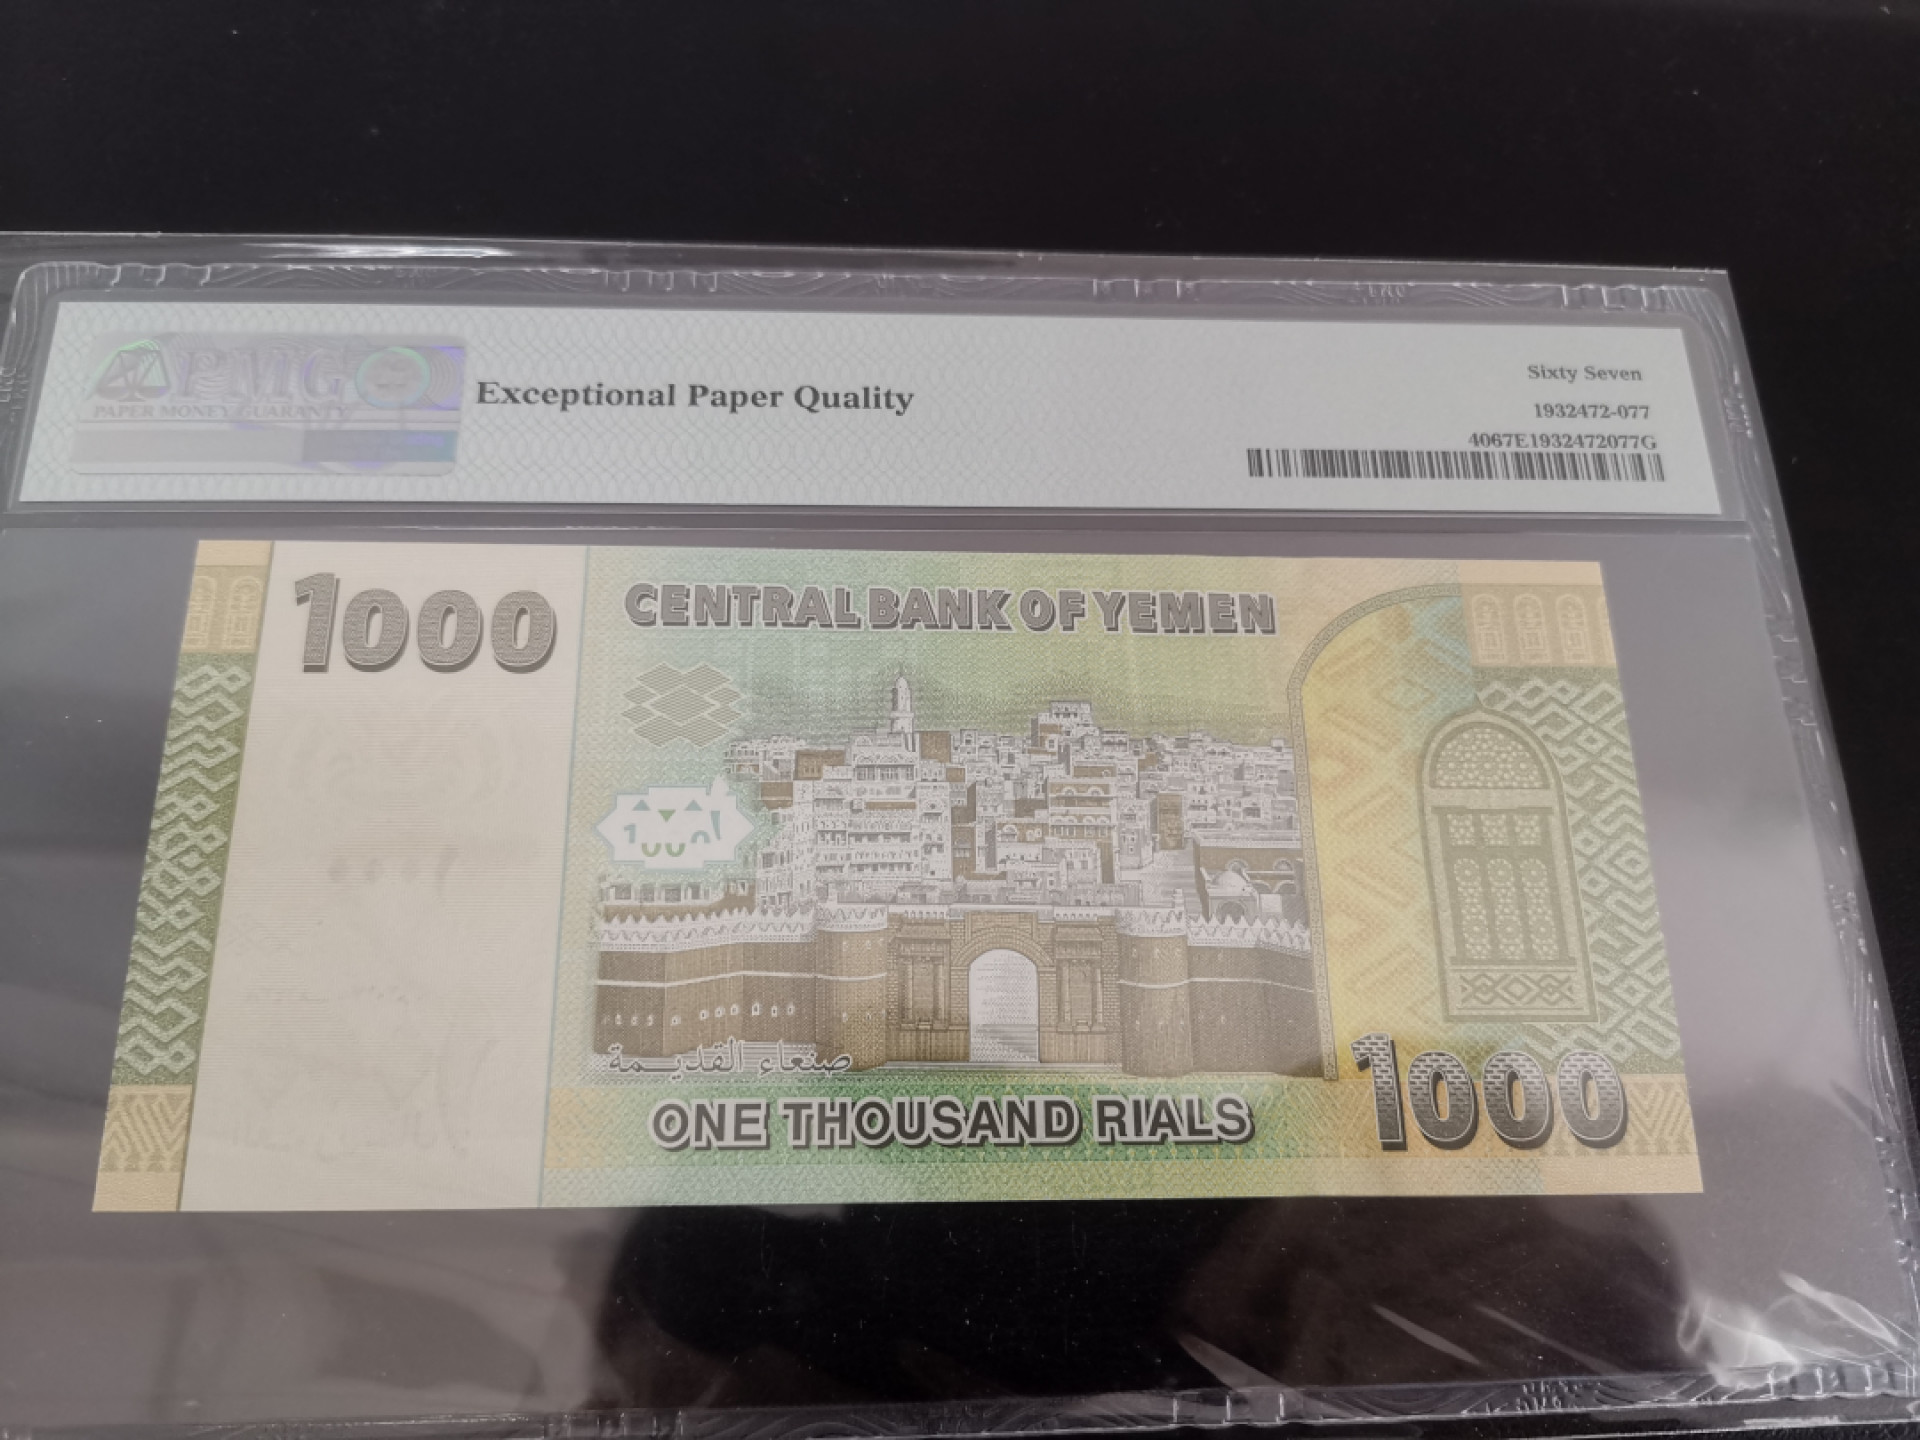 PMG
PAPER MONEY GUARANTY
Exceptional Paper Quality
Sixty Seven
1932472-077
4067E1932472077G
1000
CENTRAL BANK OF YEMEN
صنعاء القديمة
ONE THOUSAND RIALS
1000